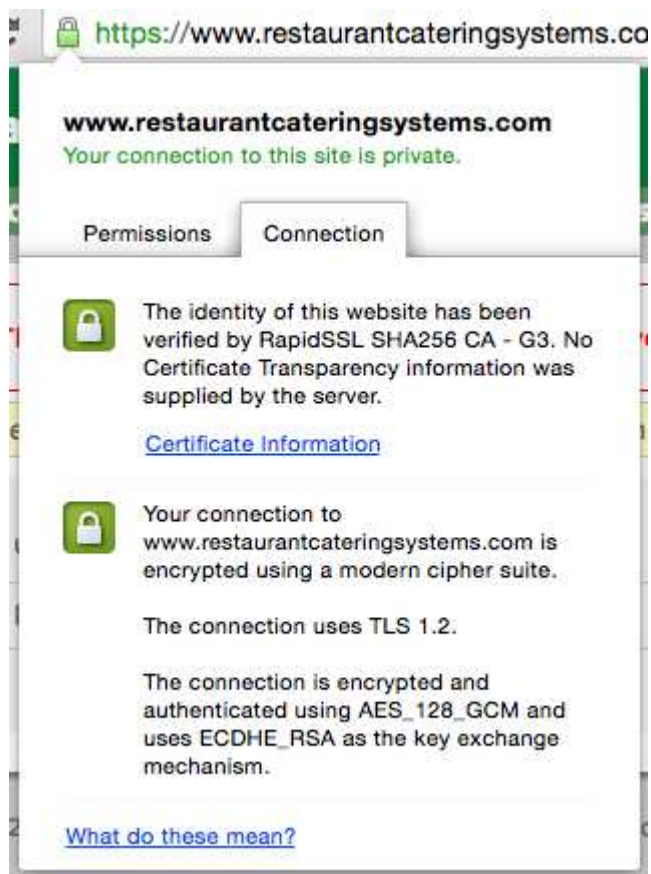 https://www.restaurantcateringsystems.co
www.restaurantcateringsystems.com
Your connection to this site is private.
Permissions
Connection
The identity of this website has been
verified by RapidSSL SHA256 CA - G3. No
Certificate Transparency information was
supplied by the server.
Certificate Information
Your connection to
www.restaurantcateringsystems.com is
encrypted using a modern cipher suite.
The connection uses TLS 1.2.
The connection is encrypted and
authenticated using AES_128_GCM and
uses ECDHE_RSA as the key exchange
mechanism.
What do these mean?